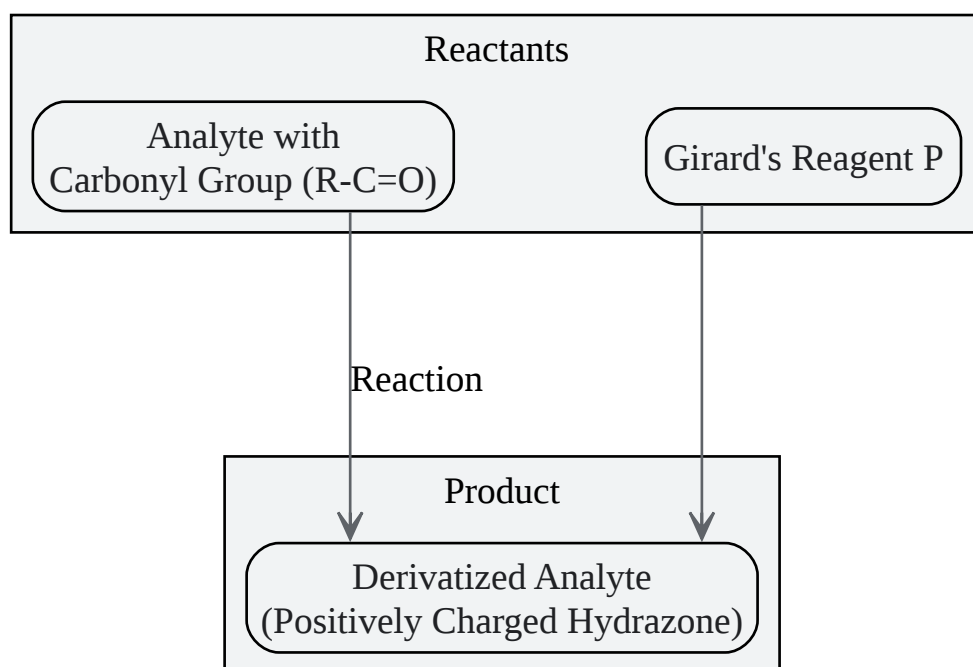 Reactants
Analyte with
Carbonyl Group (R-C=O)
Girard's Reagent P
Reaction
Product
Derivatized Analyte
(Positively Charged Hydrazone)